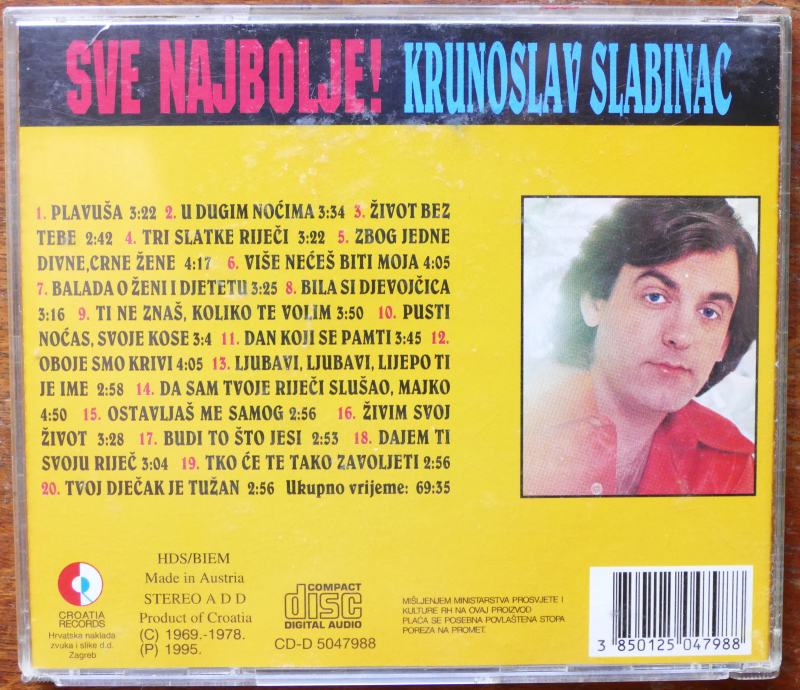 SVE NAJBOLJE! KRUNOSLAV SLABINAC
1. PLAVUŠA 3:22 2. U DUGIM NOĆIMA 3:34 3. ŽIVOT BEZ
TEBE 2:42 4. TRI SLATKE RIJEČI 3:22 5. ZBOG JEDNE
DIVNE,CRNE ŽENE 4:17 6. VIŠE NEĆEŠ BITI MOJA 4:05
7. BALADA O ŽENI I DJETETU 3:25 8. BILA SI DJEVOJČICA
3:16 9. TI NE ZNAŠ, KOLIKO TE VOLIM 3:50 10. PUSTI
NOĆAS, SVOJE KOSE 3:4 11. DAN KOJI SE PAMTI 3:45 12.
OBOJE SMO KRIVI 4:05 13. LJUBAVI, LJUBAVI, LIJEPO TI
JE IME 2:58 14. DA SAM TVOJE RIJEČI SLUŠAO, MAJKO
4:50 15. OSTAVLJAŠ ME SAMOG 2:56 16. ŽIVIM SVOJ
ŽIVOT 3:28 17. BUDI TO ŠTO JESI 2:53 18. DAJEM TI
SVOJU RIJEČ 3:04 19. TKO ĆE TE TAKO ZAVOLJETI 2:56
20. TVOJ DJEČAK JE TUŽAN 2:56 Ukupno vrijeme: 69:35
CROATIA
RECORDS
Hrvatska naklada
zvuka i slike d.d.
Zagreb
HDS/BIEM
Made in Austria
STEREO A D D
Product of Croatia
(C) 1969.-1978.
(P) 1995.
COMPACT
disc
DIGITAL AUDIO
CD-D 5047988
MIŠLJENJEM MINISTARSTVA PROSVJETE I
KULTURE RH NA OVAJ PROIZVOD
PLAĆA SE POSEBNA POVLAŠTENA STOPA
POREZA NA PROMET.
3 850125 047988